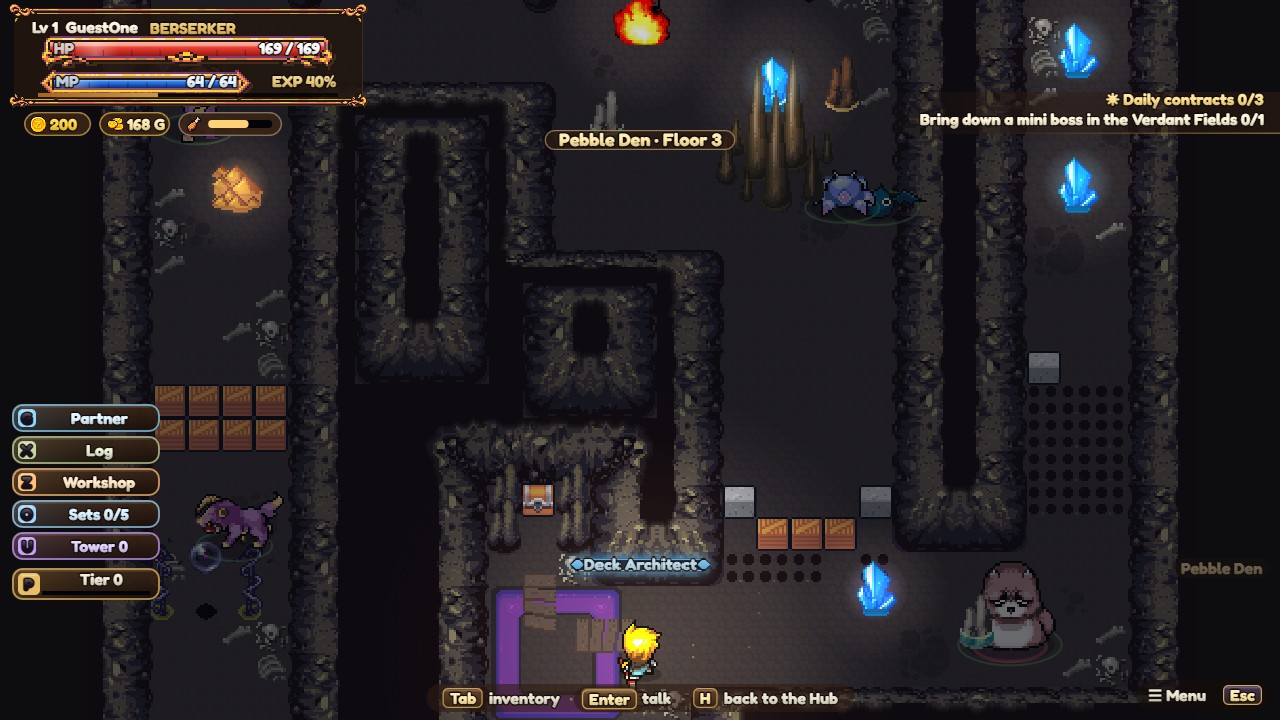 Lv 1 GuestOne BERSERKER
HP 169 / 169
MP 64 / 64 EXP 40%
200 168 G
Daily contracts 0/3
Bring down a mini boss in the Verdant Fields 0/1
Pebble Den · Floor 3
Partner
X Log
Z Workshop
Sets 0/5
U Tower 0
P Tier 0
Deck Architect
Pebble Den
Tab inventory · Enter talk · H back to the Hub
Menu Esc